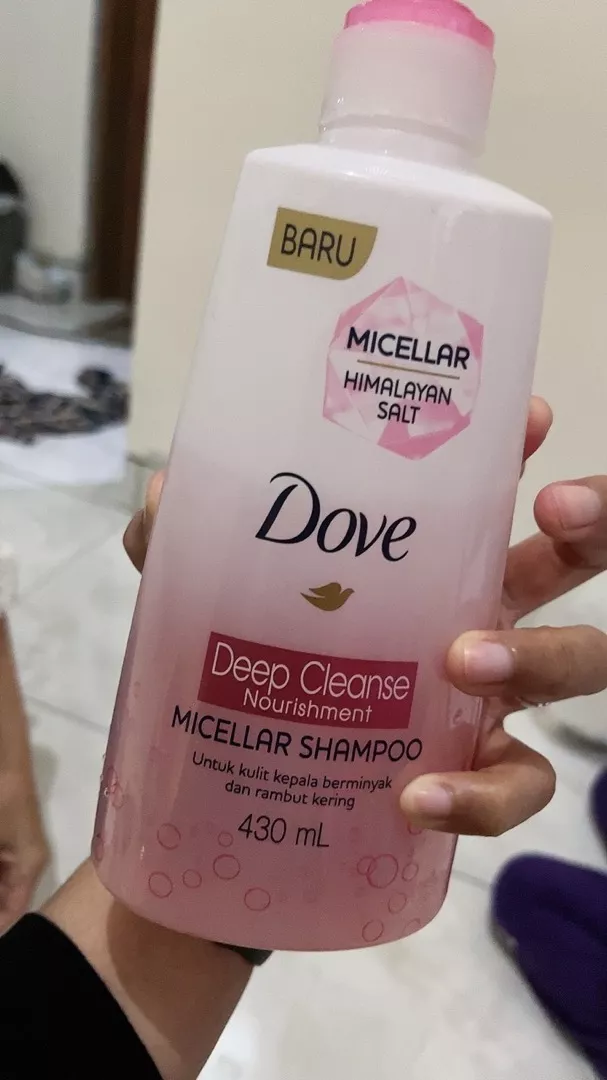 BARU
MICELLAR
HIMALAYAN
SALT
Dove
Deep Cleanse
Nourishment
MICELLAR SHAMPOO
Untuk kulit kepala berminyak
dan rambut kering
430 mL